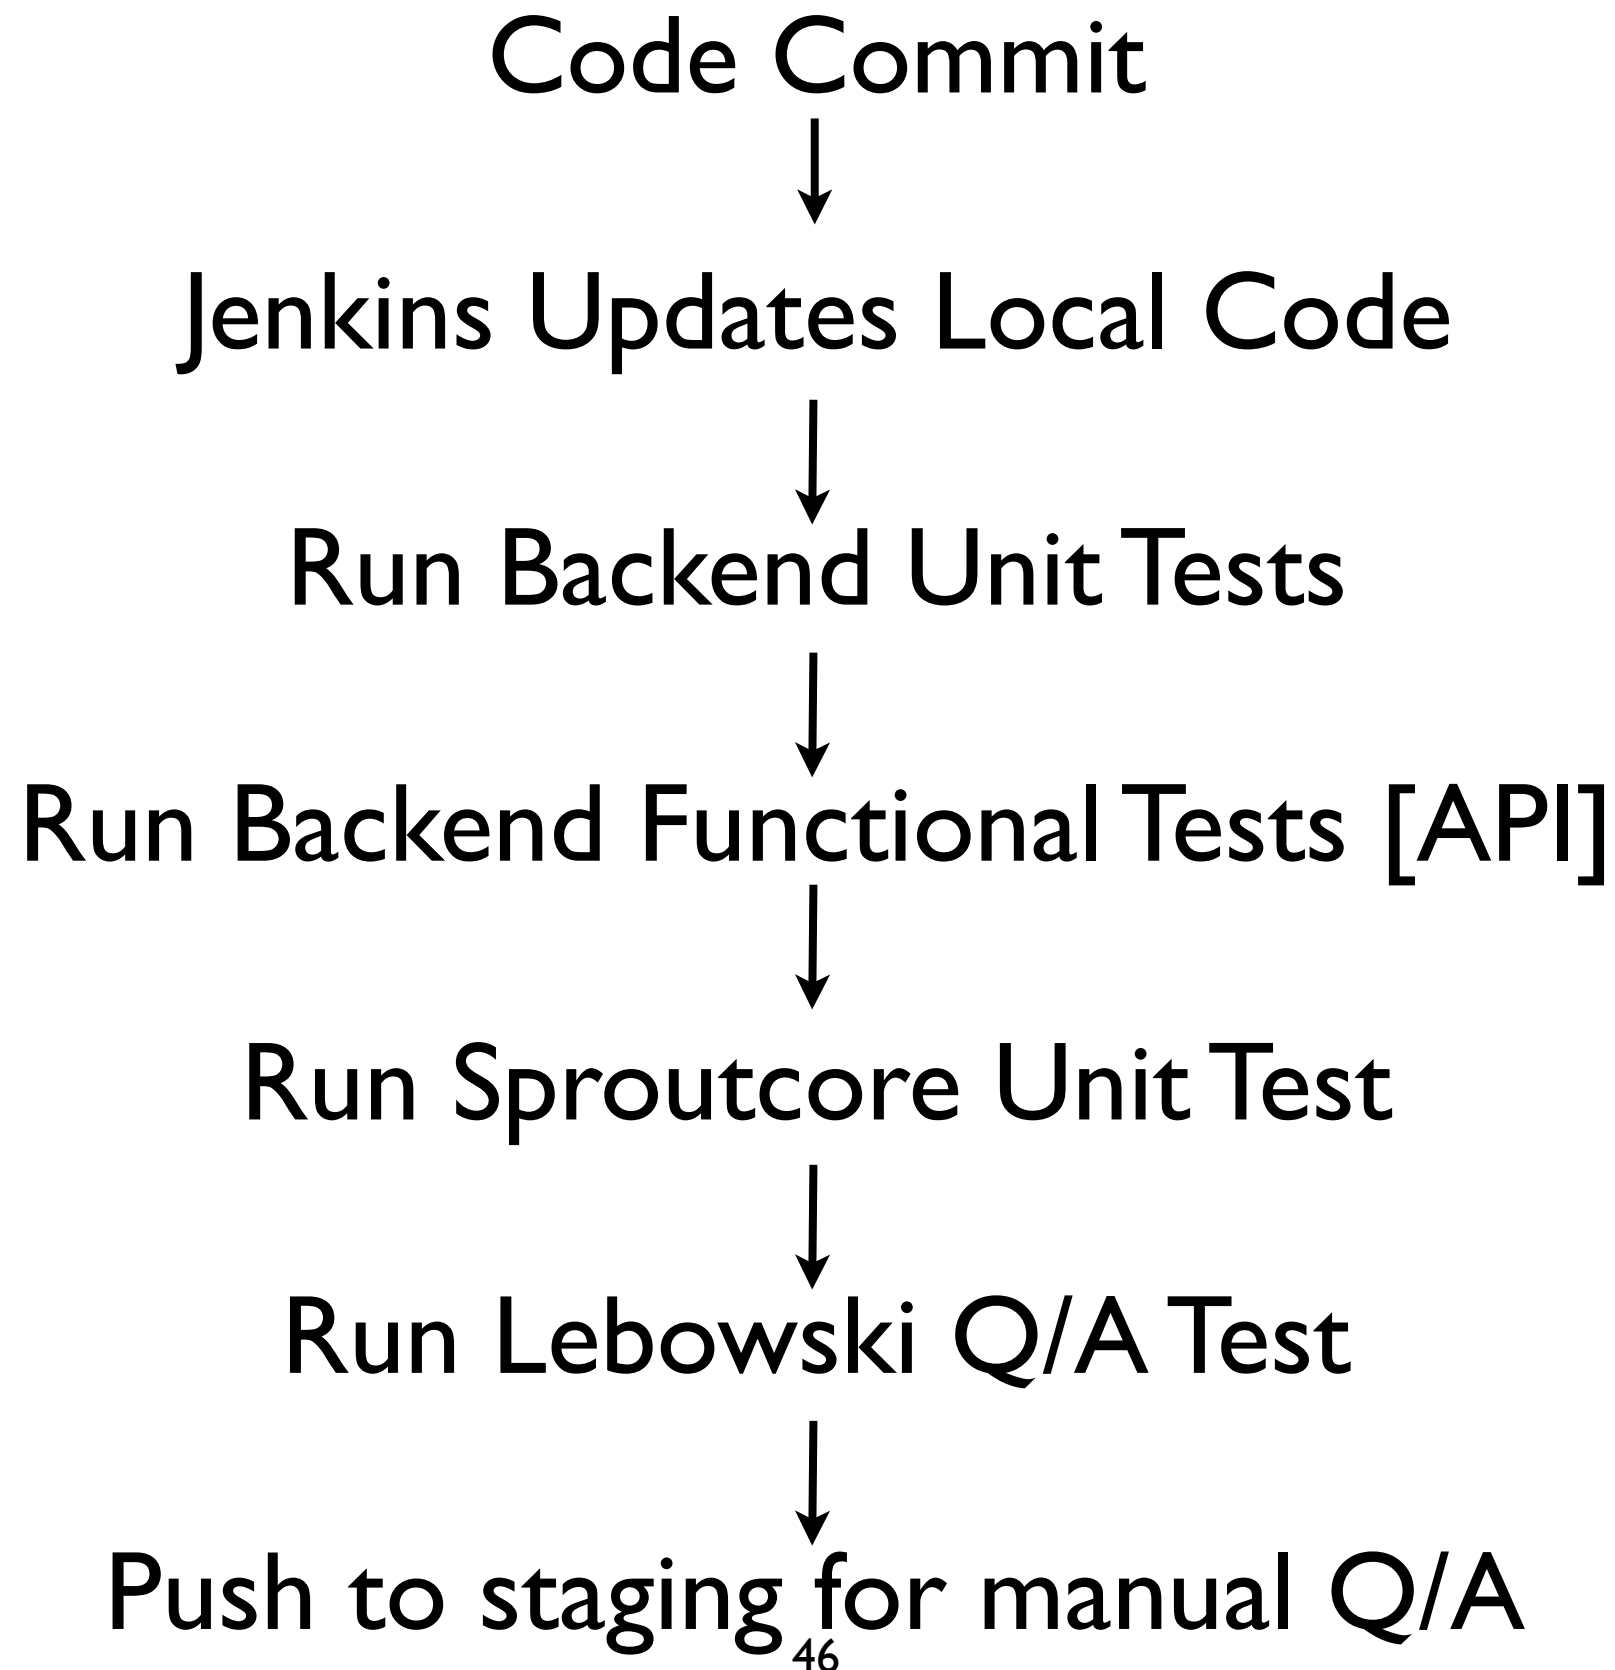 Code Commit
Jenkins Updates Local Code
Run Backend Unit Tests
Run Backend Functional Tests [API]
Run Sproutcore Unit Test
Run Lebowski Q/A Test
Push to staging for manual Q/A
46